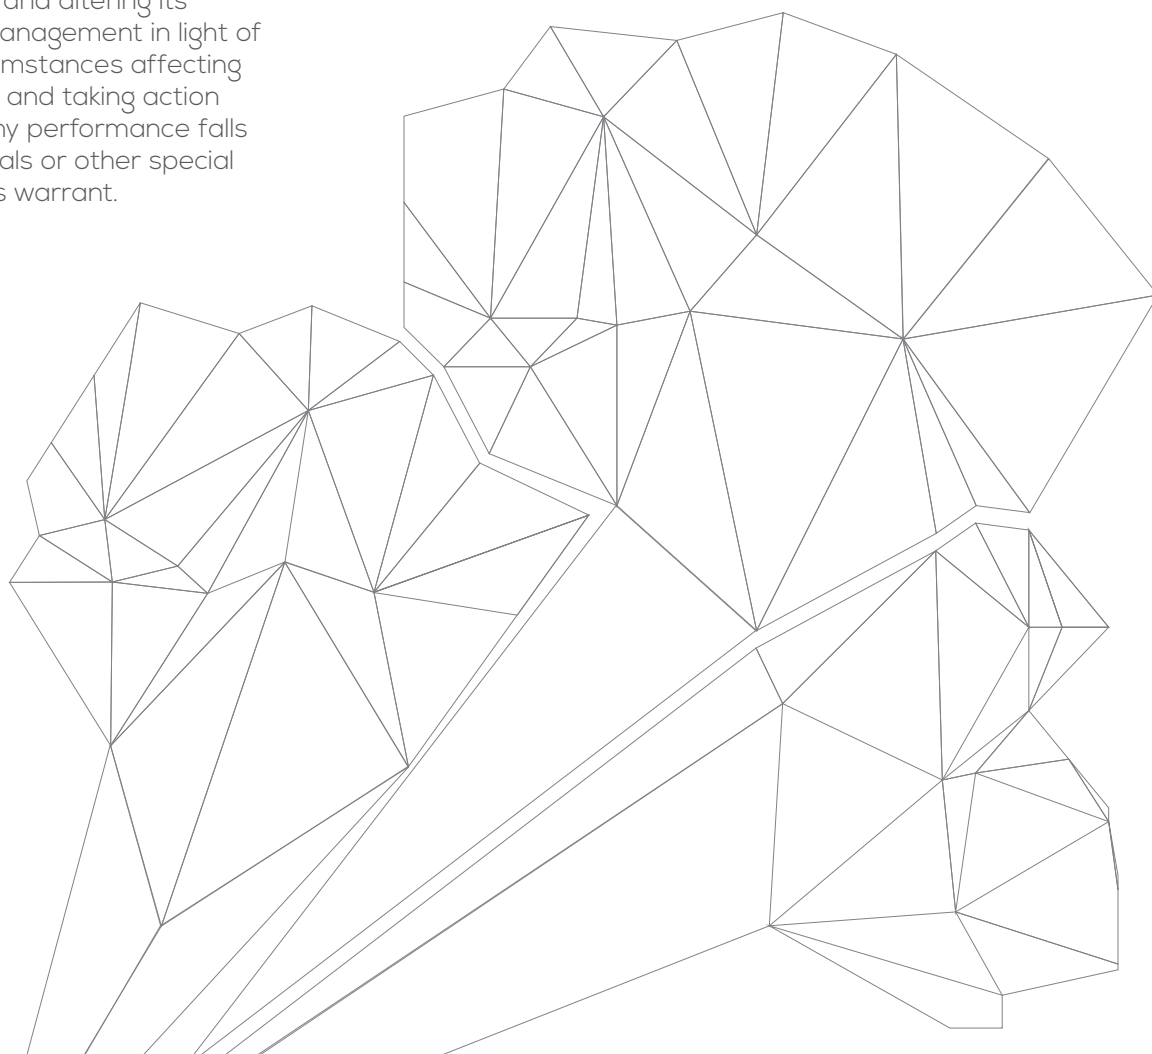 and altering its
anagement in light of
mstances affecting
and taking action
ny performance falls
als or other special
s warrant.